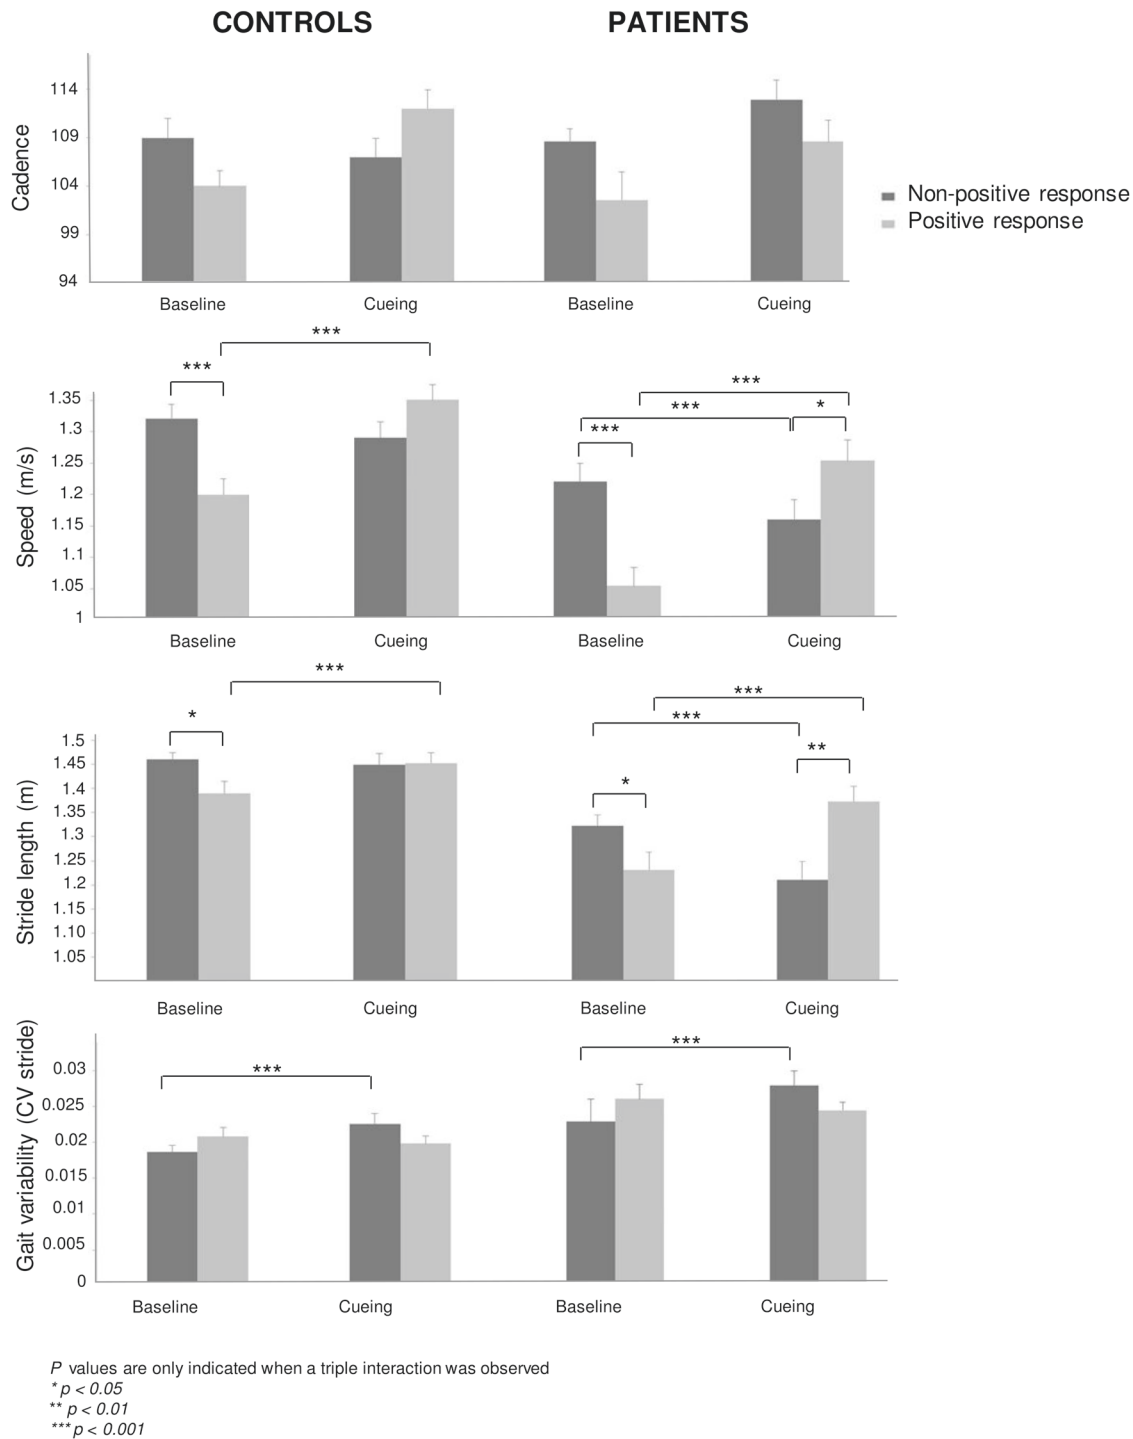 CONTROLS PATIENTS
Cadence
114
109
104
99
94
Baseline Cueing Baseline Cueing
Non-positive response
Positive response
*** 
*** 
*** 
*** 
*** 
*
Speed (m/s)
1.35
1.3
1.25
1.2
1.15
1.1
1.05
1
Baseline Cueing Baseline Cueing
***
*
***
***
**
*
Stride length (m)
1.5
1.45
1.4
1.35
1.3
1.25
1.2
1.15
1.10
1.05
Baseline Cueing Baseline Cueing
***
***
Gait variability (CV stride)
0.03
0.025
0.02
0.015
0.01
0.005
0
Baseline Cueing Baseline Cueing
P values are only indicated when a triple interaction was observed
* p < 0.05
** p < 0.01
*** p < 0.001